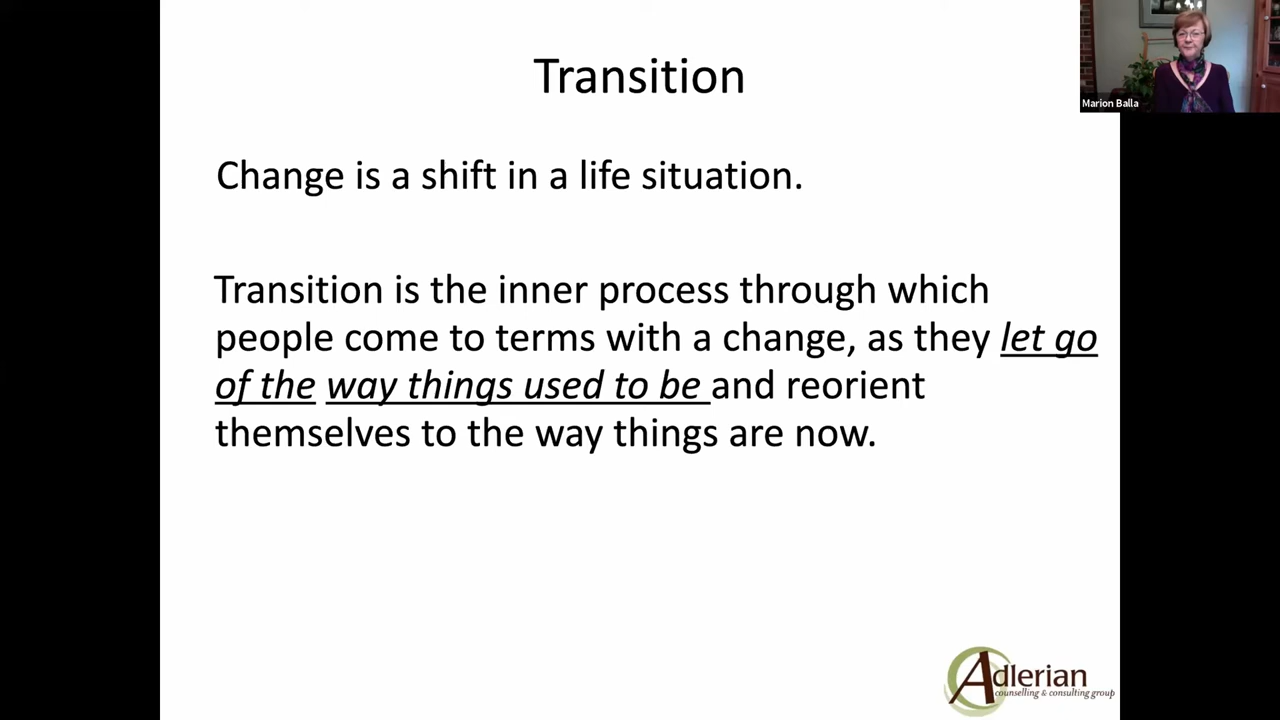 Transition
Marion Balla
Change is a shift in a life situation.
Transition is the inner process through which
people come to terms with a change, as they let go
of the way things used to be and reorient
themselves to the way things are now.
Adlerian
counselling & consulting group